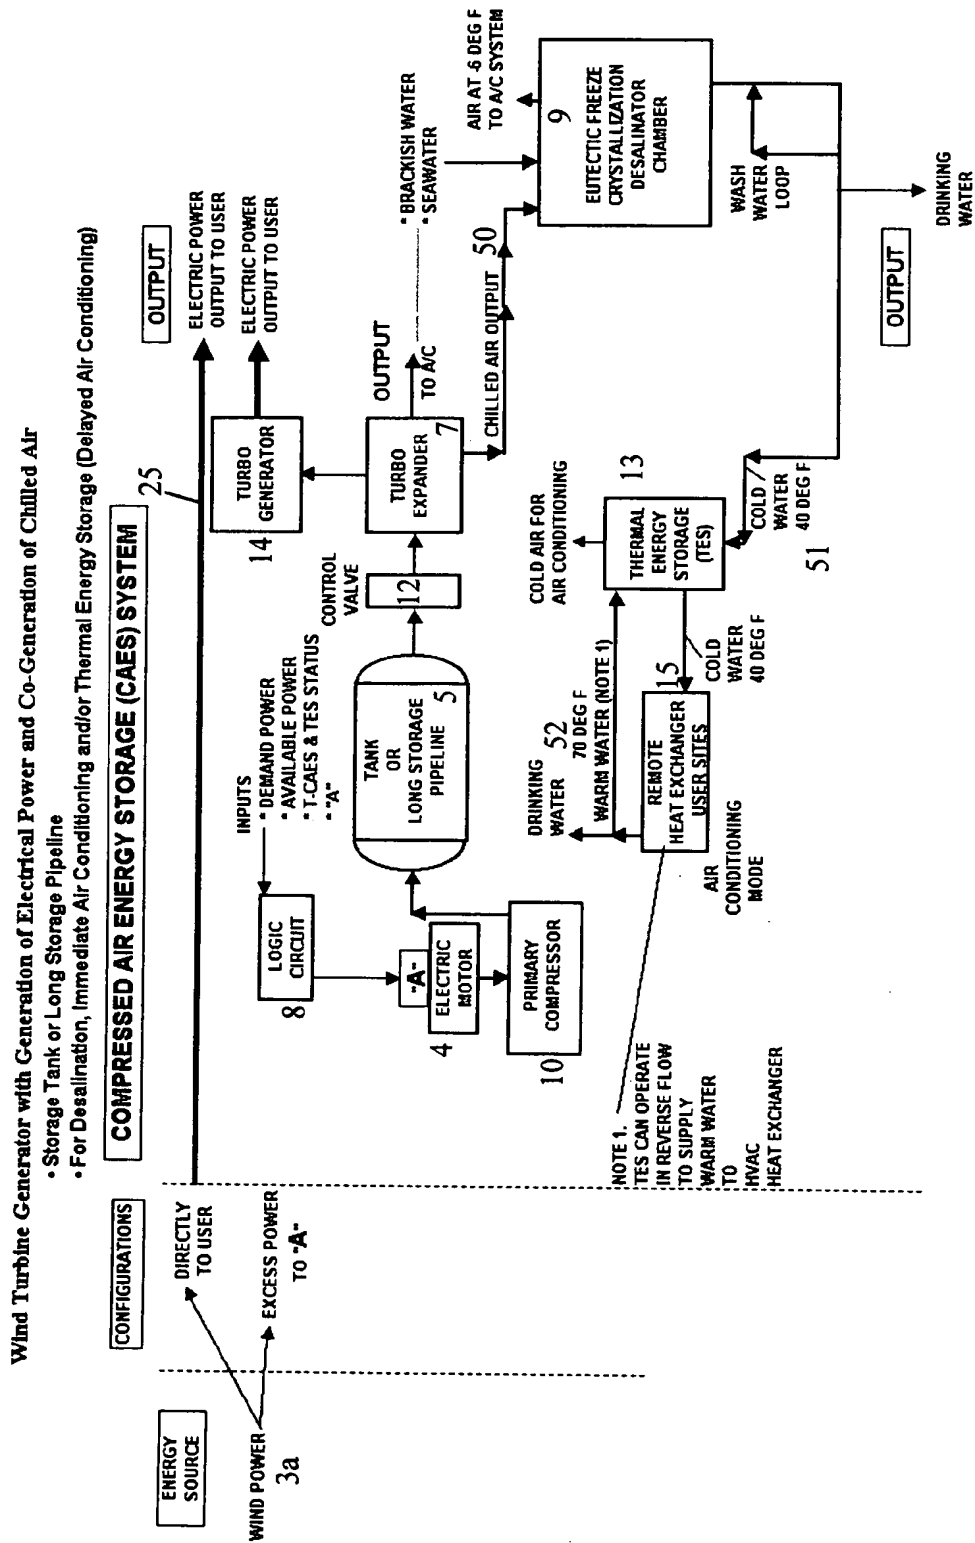 Wind Turbine Generator with Generation of Electrical Power and Co-Generation of Chilled Air
• Storage Tank or Long Storage Pipeline
• For Desalination, Immediate Air Conditioning and/or Thermal Energy Storage (Delayed Air Conditioning)
ENERGY
SOURCE
CONFIGURATIONS
COMPRESSED AIR ENERGY STORAGE (CAES) SYSTEM
OUTPUT
WIND POWER
3a
DIRECTLY
TO USER
EXCESS POWER
TO "A"
25
ELECTRIC POWER
OUTPUT TO USER
ELECTRIC POWER
OUTPUT TO USER
TURBO
GENERATOR
14
INPUTS
* DEMAND POWER
* AVAILABLE POWER
* T-CAES & TES STATUS
* "A"
LOGIC
CIRCUIT
8
"A"
ELECTRIC
MOTOR
4
PRIMARY
COMPRESSOR
10
TANK
OR
LONG STORAGE
PIPELINE
5
CONTROL
VALVE
12
TURBO
EXPANDER
7
OUTPUT
TO A/C
* BRACKISH WATER
* SEAWATER
CHILLED AIR OUTPUT
50
AIR AT -6 DEG F
TO A/C SYSTEM
9
EUTECTIC FREEZE
CRYSTALLIZATION
DESALINATOR
CHAMBER
WASH
WATER
LOOP
DRINKING
WATER
OUTPUT
COLD AIR FOR
AIR CONDITIONING
13
THERMAL
ENERGY
STORAGE
(TES)
COLD
WATER
40 DEG F
51
DRINKING
WATER
52
70 DEG F
WARM WATER (NOTE 1)
15
REMOTE
HEAT EXCHANGER
USER SITES
COLD
WATER
40 DEG F
AIR
CONDITIONING
MODE
NOTE 1.
TES CAN OPERATE
IN REVERSE FLOW
TO SUPPLY
WARM WATER
TO
HVAC
HEAT EXCHANGER